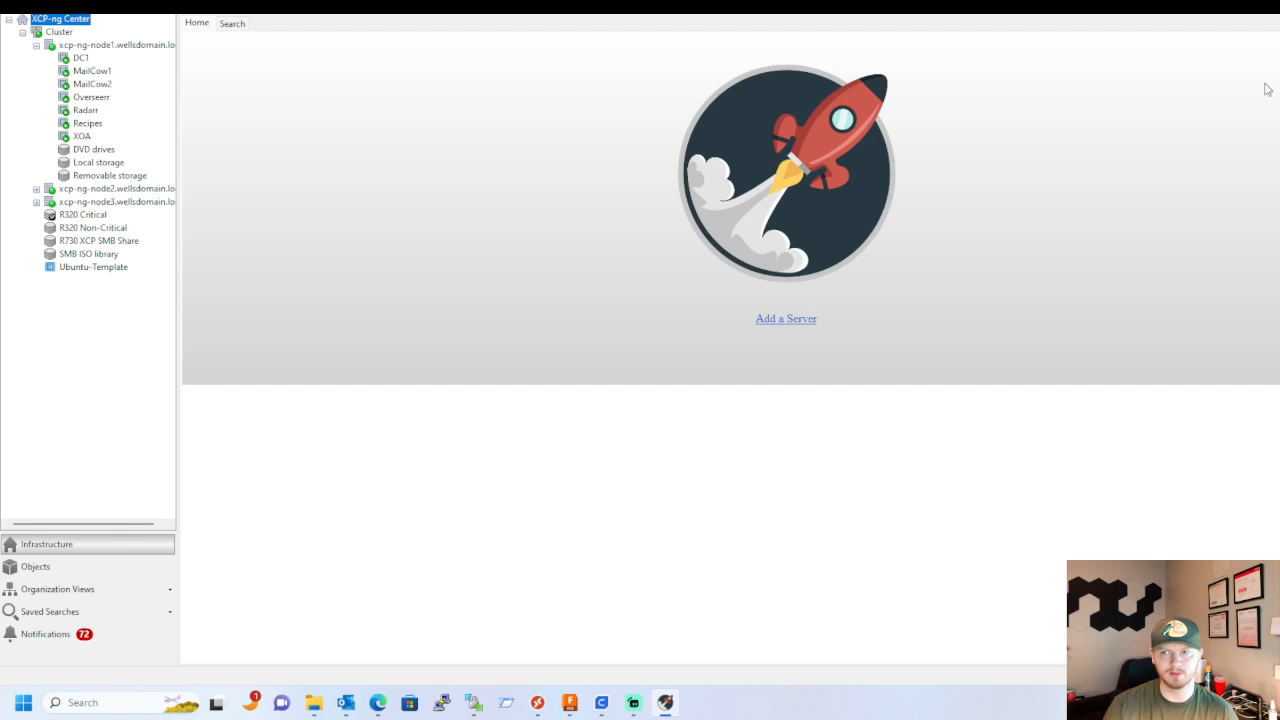 XCP-ng Center
Home
Search
Cluster
xcp-ng-node1.wellsdomain.lo
DC1
MailCow1
MailCow2
Overseerr
Radarr
Recipes
XOA
DVD drives
Local storage
Removable storage
xcp-ng-node2.wellsdomain.lo
xcp-ng-node3.wellsdomain.lo
R320 Critical
R320 Non-Critical
R730 XCP SMB Share
SMB ISO library
Ubuntu-Template
Add a Server
Infrastructure
Objects
Organization Views
Saved Searches
Notifications 72
Search
1